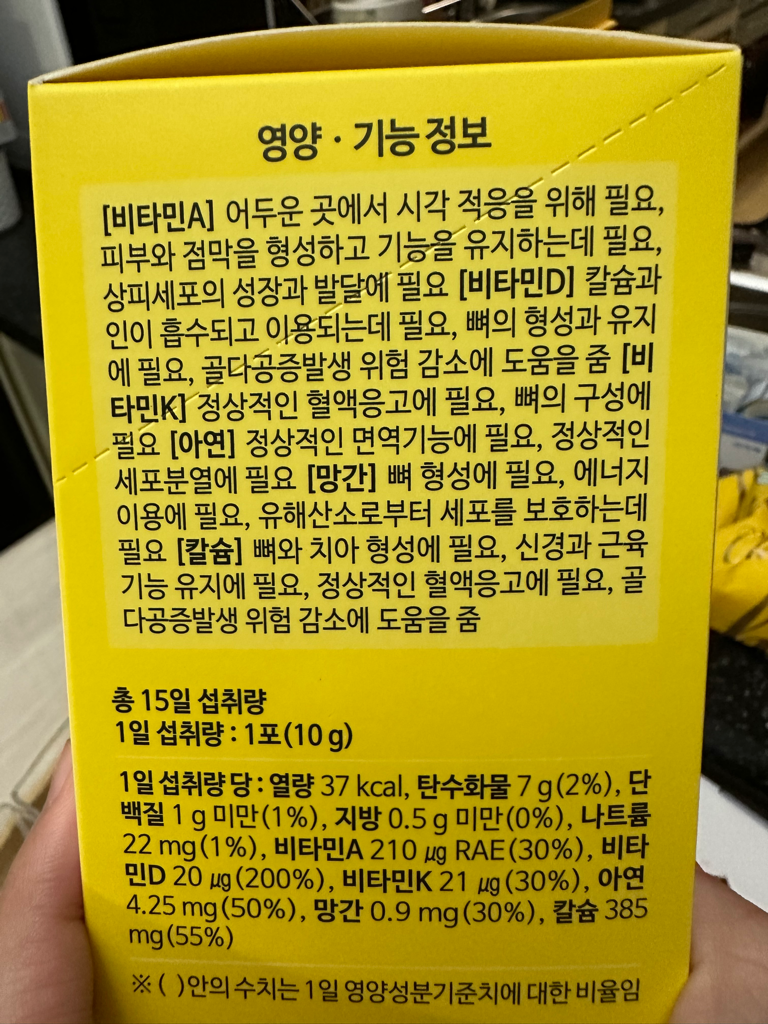 영양 · 기능 정보
[비타민A] 어두운 곳에서 시각 적응을 위해 필요,
피부와 점막을 형성하고 기능을 유지하는데 필요,
상피세포의 성장과 발달에 필요 [비타민D] 칼슘과
인이 흡수되고 이용되는데 필요, 뼈의 형성과 유지
에 필요, 골다공증발생 위험 감소에 도움을 줌 [비
타민K] 정상적인 혈액응고에 필요, 뼈의 구성에
필요 [아연] 정상적인 면역기능에 필요, 정상적인
세포분열에 필요 [망간] 뼈 형성에 필요, 에너지
이용에 필요, 유해산소로부터 세포를 보호하는데
필요 [칼슘] 뼈와 치아 형성에 필요, 신경과 근육
기능 유지에 필요, 정상적인 혈액응고에 필요, 골
다공증발생 위험 감소에 도움을 줌
총 15일 섭취량
1일 섭취량 : 1포(10 g)
1일 섭취량 당 : 열량 37 kcal, 탄수화물 7 g(2%), 단
백질 1 g 미만(1%), 지방 0.5 g 미만(0%), 나트륨
22 mg(1%), 비타민A 210 μg RAE(30%), 비타
민D 20 μg(200%), 비타민K 21 μg(30%), 아연
4.25 mg(50%), 망간 0.9 mg(30%), 칼슘 385
mg(55%)
※ ( )안의 수치는 1일 영양성분기준치에 대한 비율임